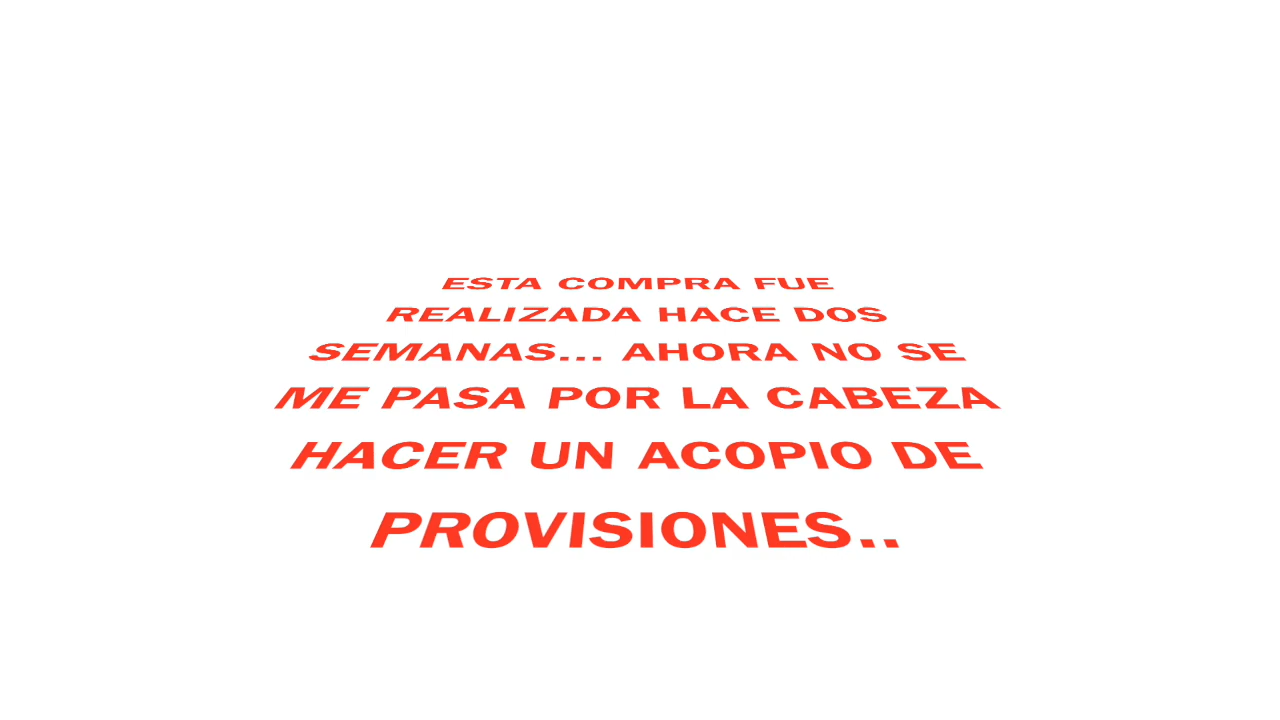 ESTA COMPRA FUE
REALIZADA HACE DOS
SEMANAS... AHORA NO SE
ME PASA POR LA CABEZA
HACER UN ACOPIO DE
PROVISIONES..